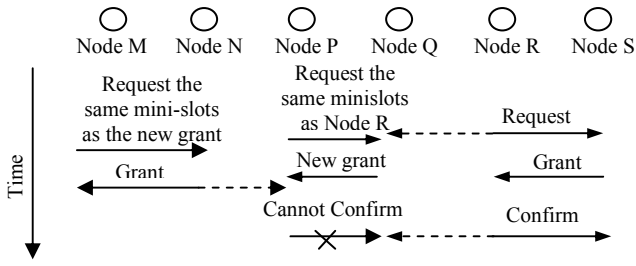 Node M
Node N
Node P
Node Q
Node R
Node S
Time
Request the
same mini-slots
as the new grant
Request the
same minislots
as Node R
Request
Grant
New grant
Grant
Cannot Confirm
Confirm